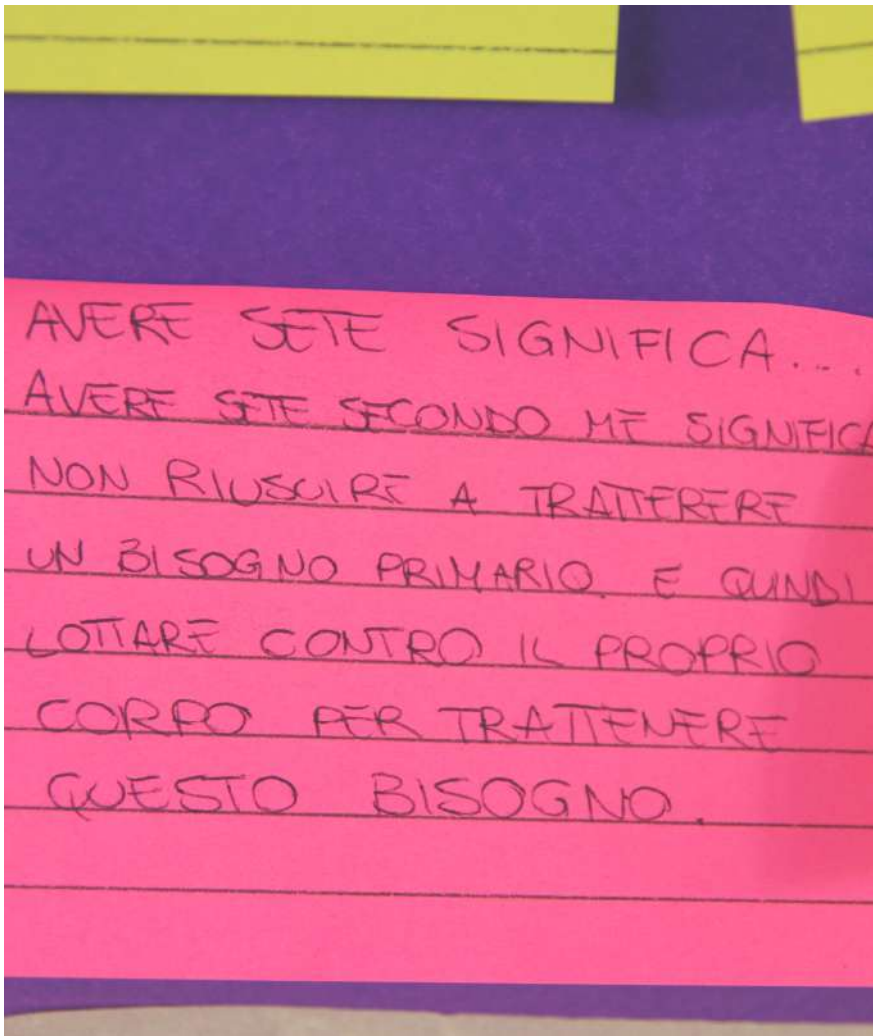 AVERE SETE SIGNIFICA....
AVERE SETE SECONDO ME SIGNIFICA
NON RIUSCIRE A TRATTERERE
UN BISOGNO PRIMARIO. E QUINDI
LOTTARE CONTRO IL PROPRIO
CORPO PER TRATTENERE
QUESTO BISOGNO.